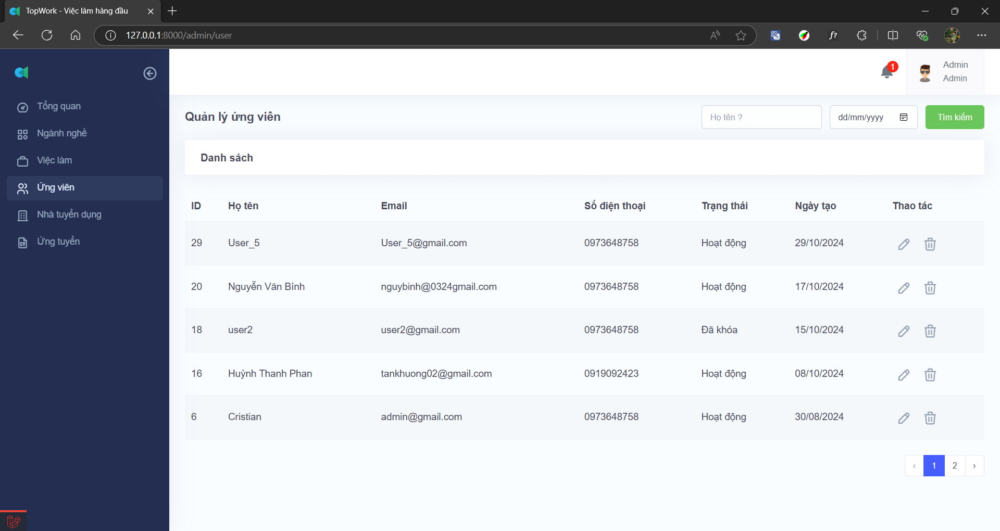 TopWork - Việc làm hàng đầu
127.0.0.1:8000/admin/user
1
Admin
Admin
Tổng quan
Ngành nghề
Việc làm
Ứng viên
Nhà tuyển dụng
Ứng tuyển
Quản lý ứng viên
Họ tên ?
dd/mm/yyyy
Tìm kiếm
Danh sách
ID Họ tên Email Số điện thoại Trạng thái Ngày tạo Thao tác
29 User_5 User_5@gmail.com 0973648758 Hoạt động 29/10/2024
20 Nguyễn Văn Bình nguybinh@0324gmail.com 0973648758 Hoạt động 17/10/2024
18 user2 user2@gmail.com 0973648758 Đã khóa 15/10/2024
16 Huỳnh Thanh Phan tankhuong02@gmail.com 0919092423 Hoạt động 08/10/2024
6 Cristian admin@gmail.com 0973648758 Hoạt động 30/08/2024
‹ 1 2 ›